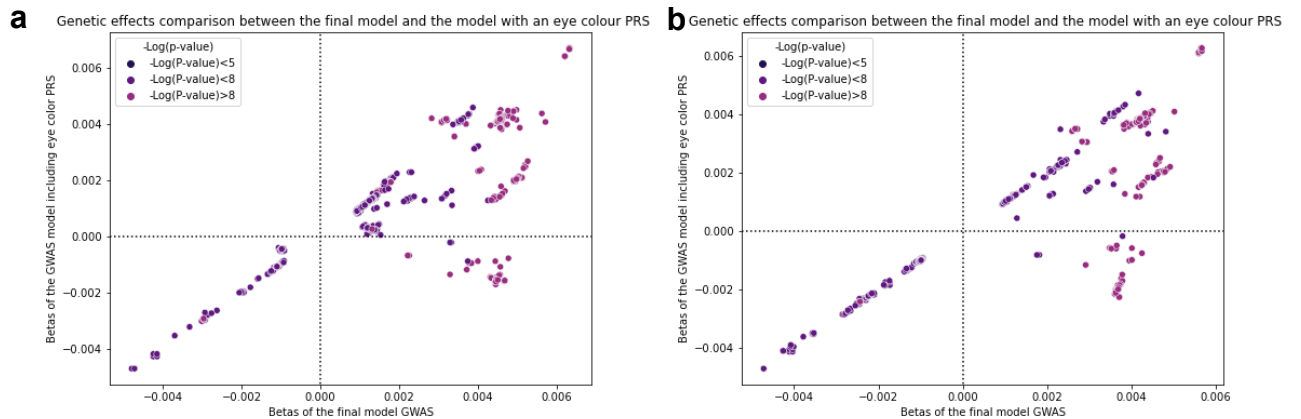 a
Genetic effects comparison between the final model and the model with an eye colour PRS
-Log(p-value)
-Log(P-value)<5
-Log(P-value)<8
-Log(P-value)>8
Betas of the GWAS model including eye color PRS
0.006
0.004
0.002
0.000
−0.002
−0.004
−0.004
−0.002
0.000
0.002
0.004
0.006
Betas of the final model GWAS
b
Genetic effects comparison between the final model and the model with an eye colour PRS
-Log(p-value)
-Log(P-value)<5
-Log(P-value)<8
-Log(P-value)>8
Betas of the GWAS model including eye color PRS
0.006
0.004
0.002
0.000
−0.002
−0.004
−0.004
−0.002
0.000
0.002
0.004
0.006
Betas of the final model GWAS